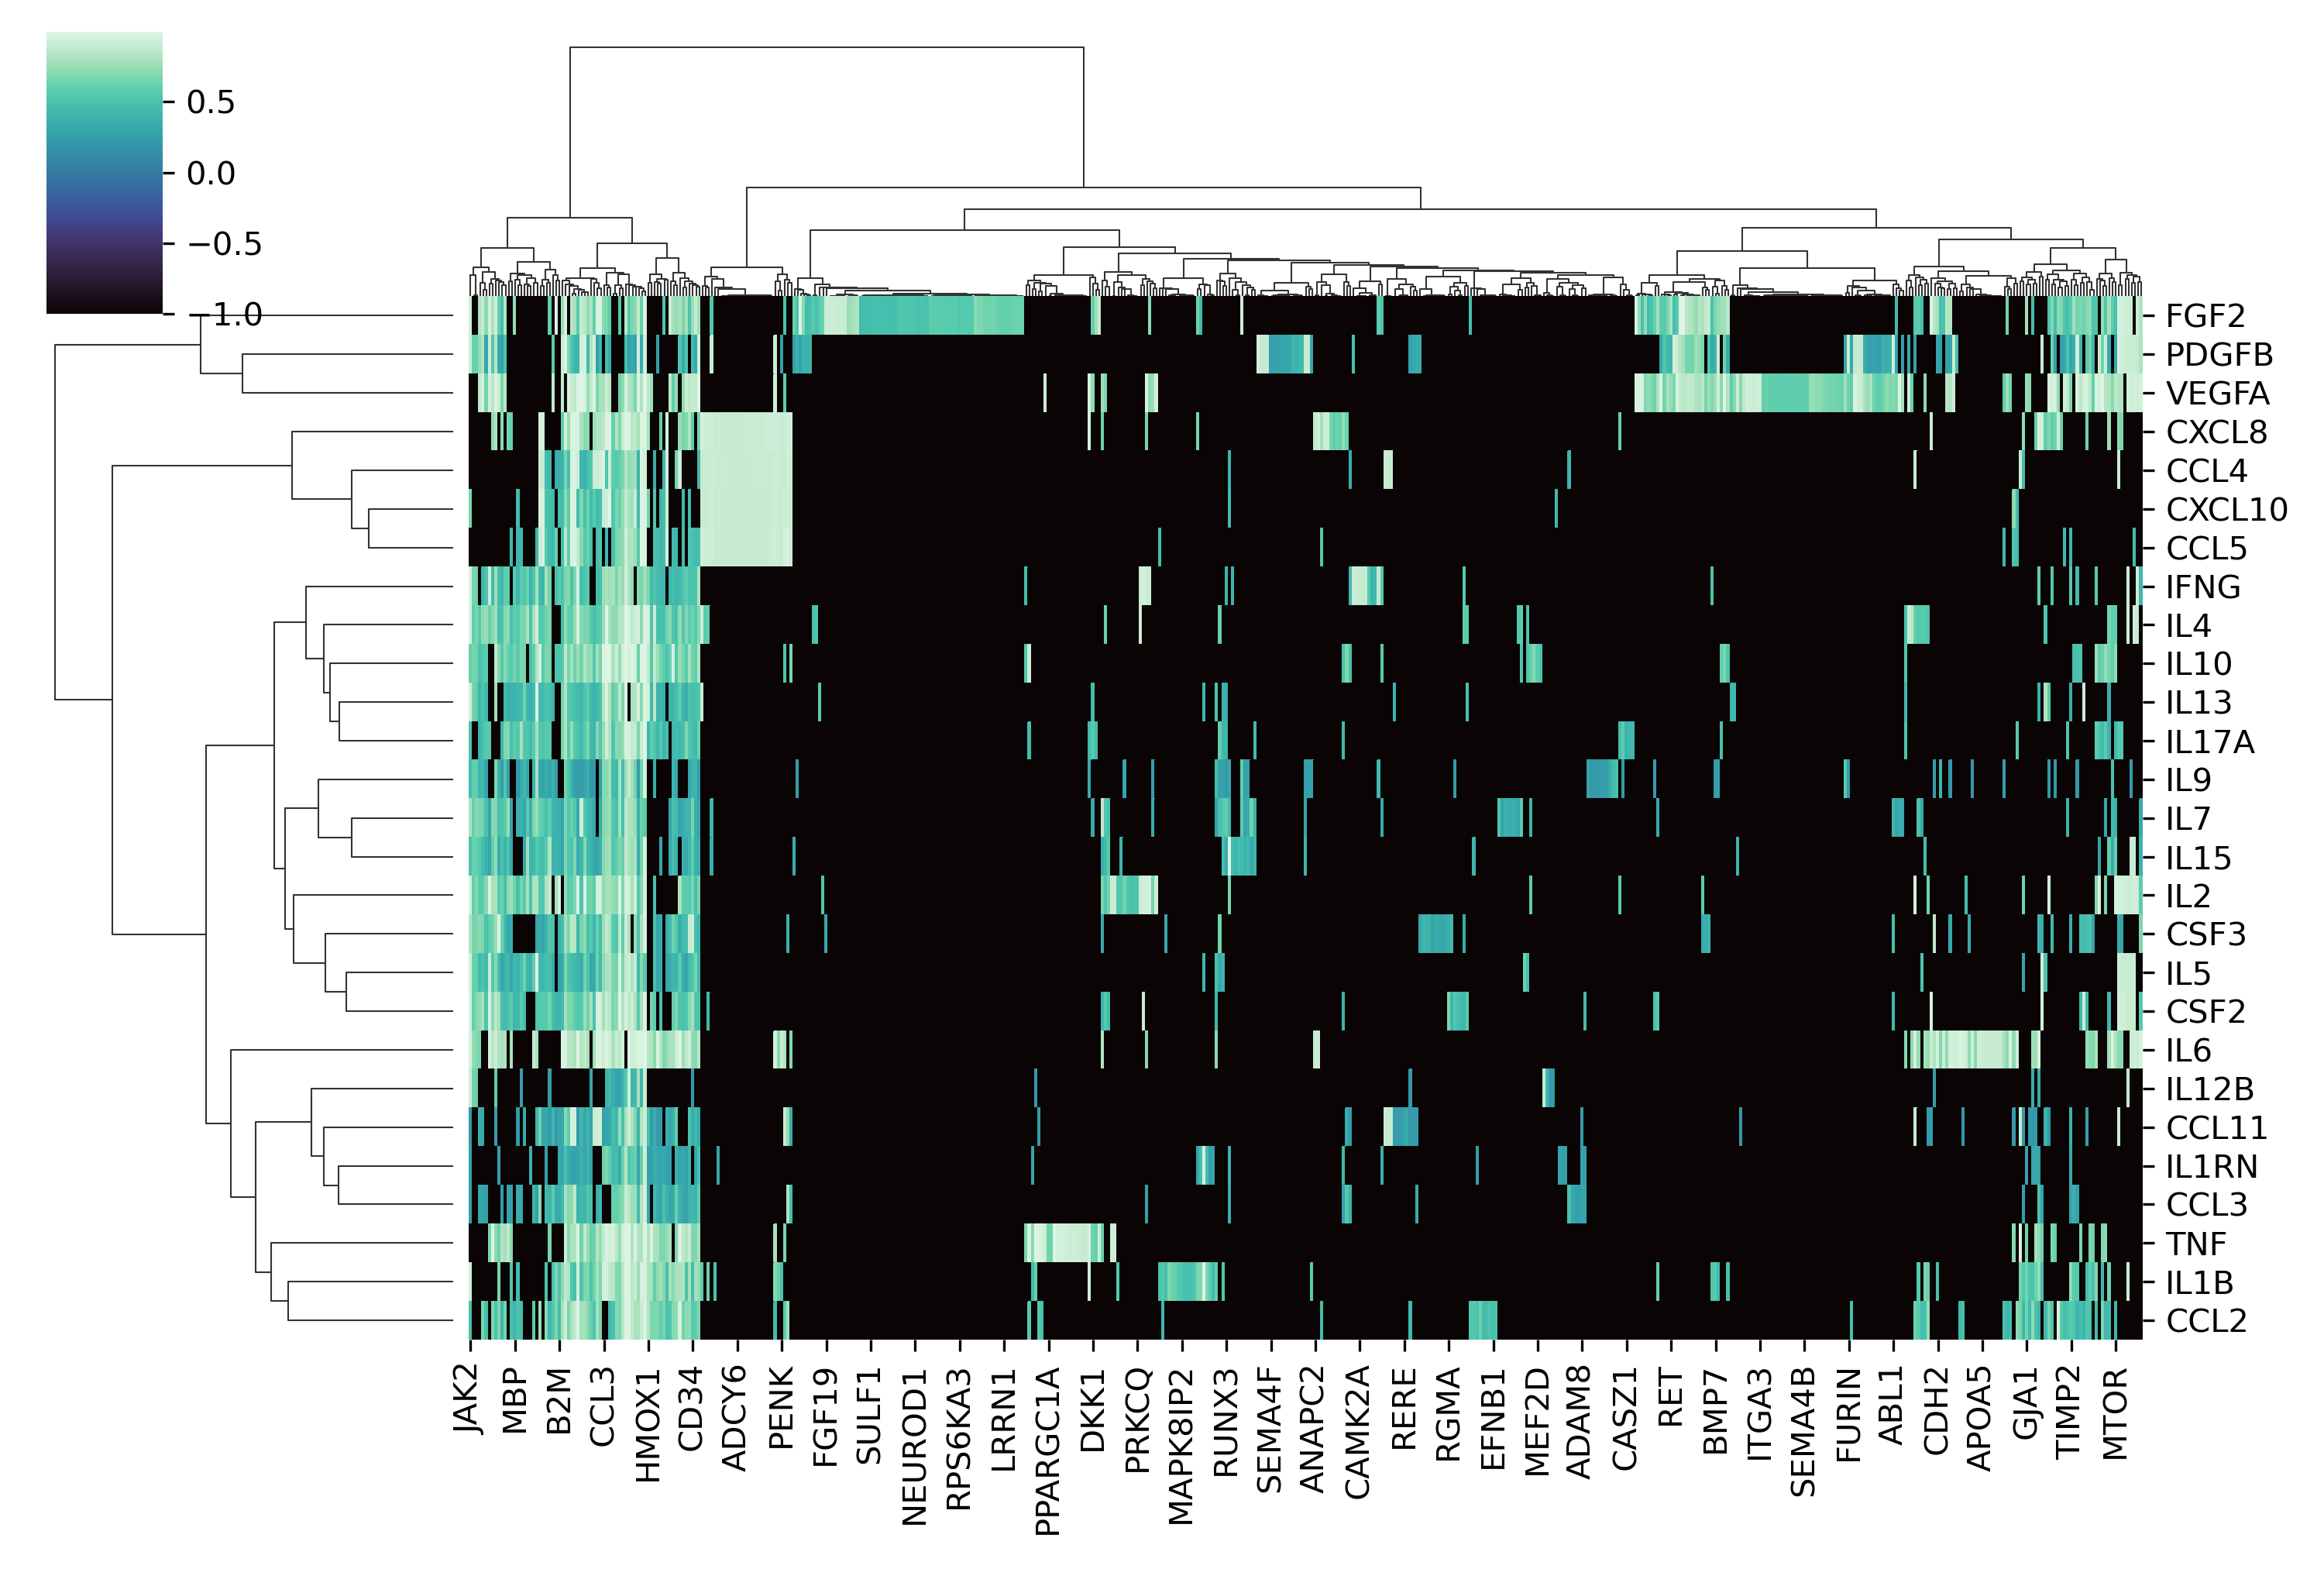 0.5
0.0
−0.5
−1.0
FGF2
PDGFB
VEGFA
CXCL8
CCL4
CXCL10
CCL5
IFNG
IL4
IL10
IL13
IL17A
IL9
IL7
IL15
IL2
CSF3
IL5
CSF2
IL6
IL12B
CCL11
IL1RN
CCL3
TNF
IL1B
CCL2
JAK2
MBP
B2M
CCL3
HMOX1
CD34
ADCY6
PENK
FGF19
SULF1
NEUROD1
RPS6KA3
LRRN1
PPARGC1A
DKK1
PRKCQ
MAPK8IP2
RUNX3
SEMA4F
ANAPC2
CAMK2A
RERE
RGMA
EFNB1
MEF2D
ADAM8
CASZ1
RET
BMP7
ITGA3
SEMA4B
FURIN
ABL1
CDH2
APOA5
GJA1
TIMP2
MTOR